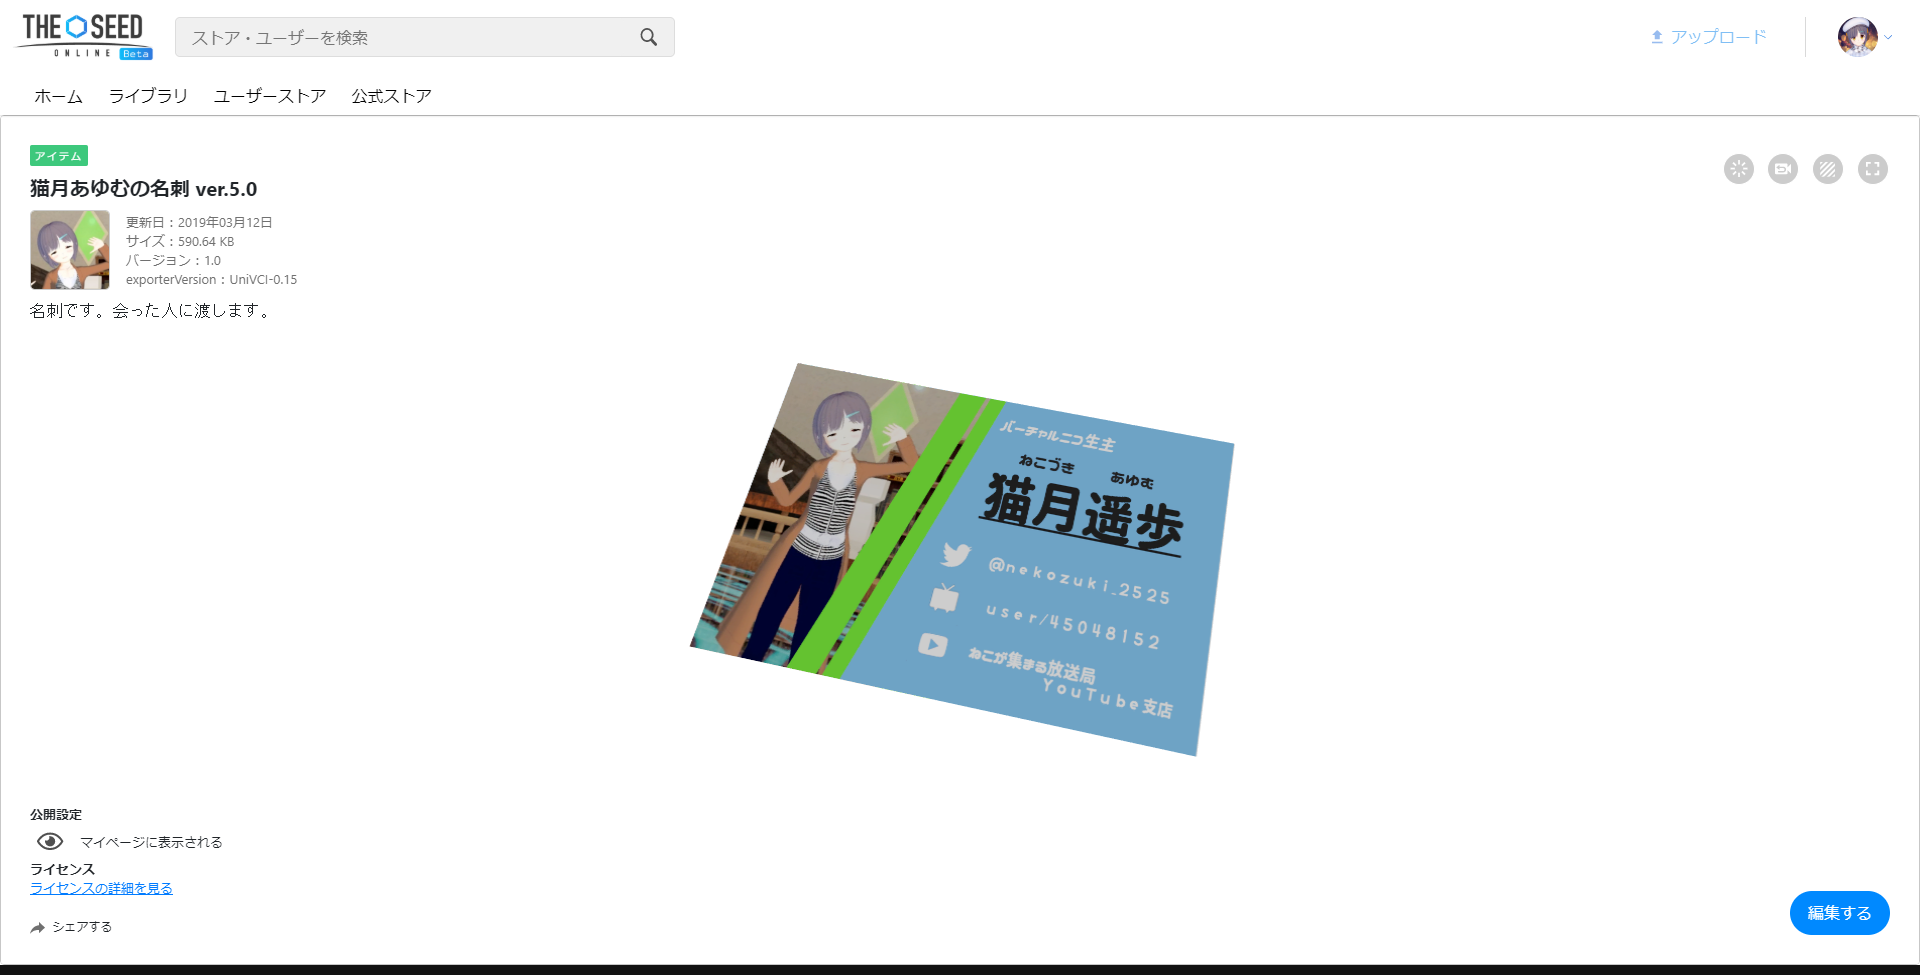 THE SEED
ONLINE Beta
ストア・ユーザーを検索
アップロード
ホーム ライブラリ ユーザーストア 公式ストア
アイテム
猫月あゆむの名刺 ver.5.0
更新日：2019年03月12日
サイズ：590.64 KB
バージョン：1.0
exporterVersion：UniVCI-0.15
名刺です。会った人に渡します。
バーチャルニコ生主
ねこづき あゆむ
猫月遥歩
@nekozuki_2525
user/45048152
ねこが集まる放送局
YouTube支店
公開設定
マイページに表示される
ライセンス
ライセンスの詳細を見る
シェアする
編集する